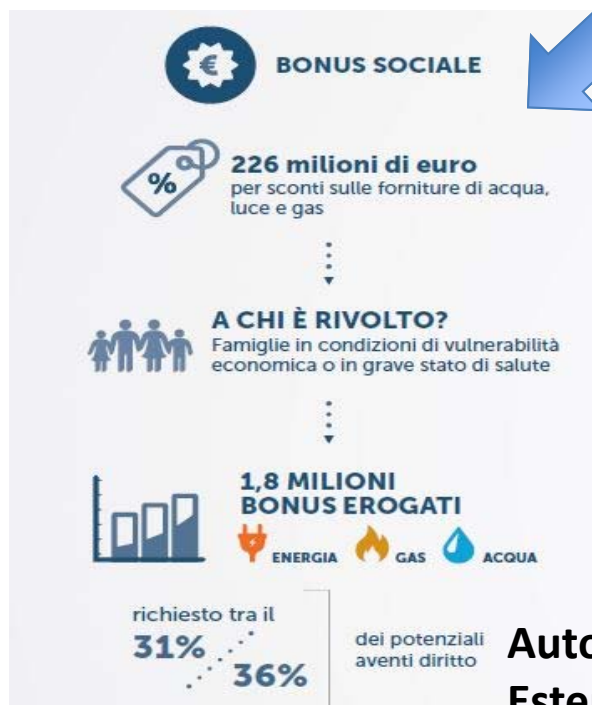 €
BONUS SOCIALE
%
226 milioni di euro
per sconti sulle forniture di acqua,
luce e gas
A CHI È RIVOLTO?
Famiglie in condizioni di vulnerabilità
economica o in grave stato di salute
1,8 MILIONI
BONUS EROGATI
ENERGIA GAS ACQUA
richiesto tra il
31%
36%
dei potenziali
aventi diritto